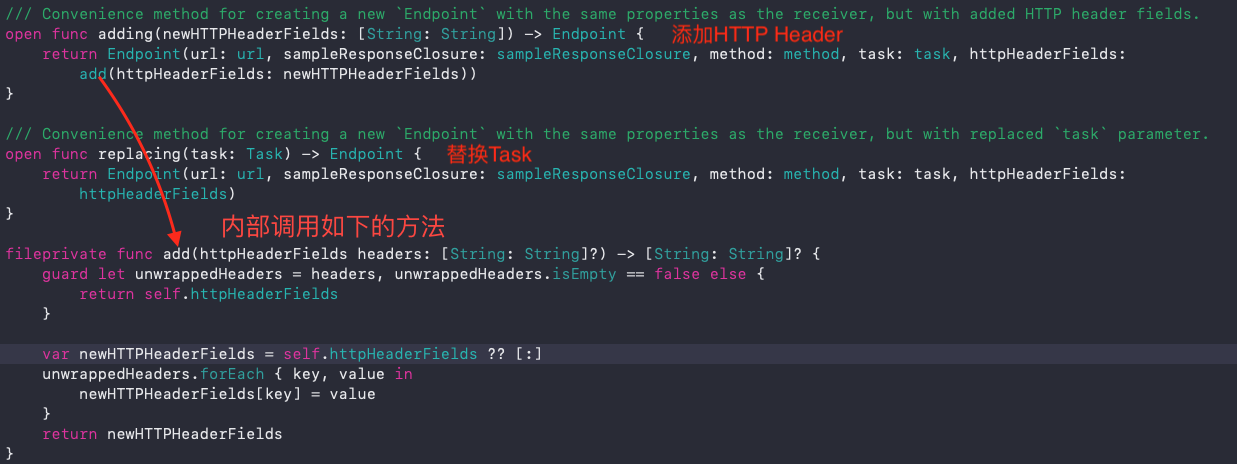 /// Convenience method for creating a new `Endpoint` with the same properties as the receiver, but with added HTTP header fields.
open func adding(newHTTPHeaderFields: [String: String]) -> Endpoint { 添加HTTP Header
return Endpoint(url: url, sampleResponseClosure: sampleResponseClosure, method: method, task: task, httpHeaderFields:
add(httpHeaderFields: newHTTPHeaderFields))
}
/// Convenience method for creating a new `Endpoint` with the same properties as the receiver, but with replaced `task` parameter.
open func replacing(task: Task) -> Endpoint { 替换Task
return Endpoint(url: url, sampleResponseClosure: sampleResponseClosure, method: method, task: task, httpHeaderFields:
httpHeaderFields)
}
内部调用如下的方法
fileprivate func add(httpHeaderFields headers: [String: String]?) -> [String: String]? {
guard let unwrappedHeaders = headers, unwrappedHeaders.isEmpty == false else {
return self.httpHeaderFields
}
var newHTTPHeaderFields = self.httpHeaderFields ?? [:]
unwrappedHeaders.forEach { key, value in
newHTTPHeaderFields[key] = value
}
return newHTTPHeaderFields
}